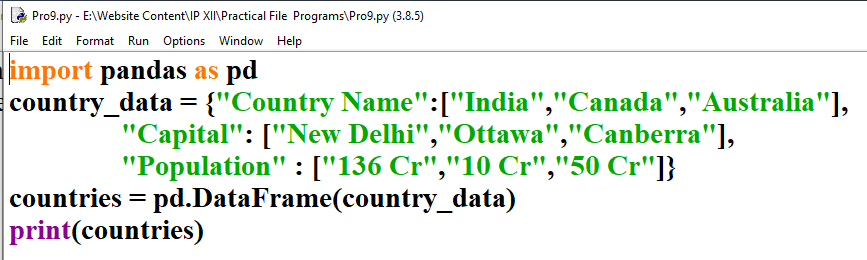 Pro9.py - E:\Website Content\IP XII\Practical File  Programs\Pro9.py (3.8.5)
File Edit Format Run Options Window Help
import pandas as pd
country_data = {"Country Name":["India","Canada","Australia"],
"Capital": ["New Delhi","Ottawa","Canberra"],
"Population" : ["136 Cr","10 Cr","50 Cr"]}
countries = pd.DataFrame(country_data)
print(countries)